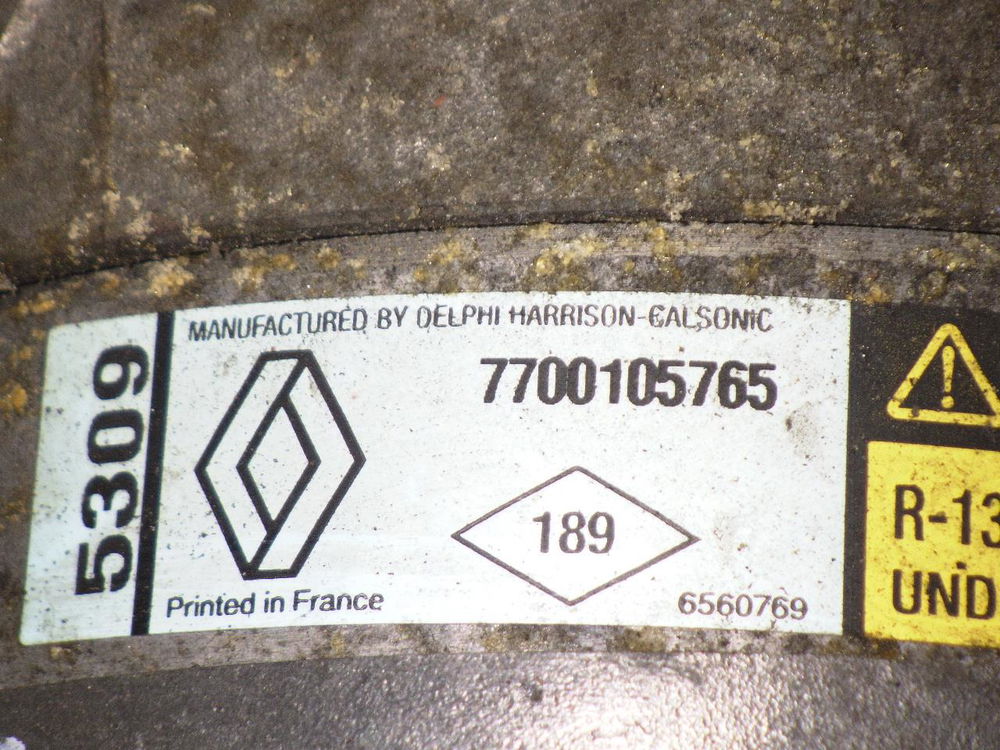 5309
MANUFACTURED BY DELPHI HARRISON-CALSONIC
7700105765
189
Printed in France
6560769
R-13
UND